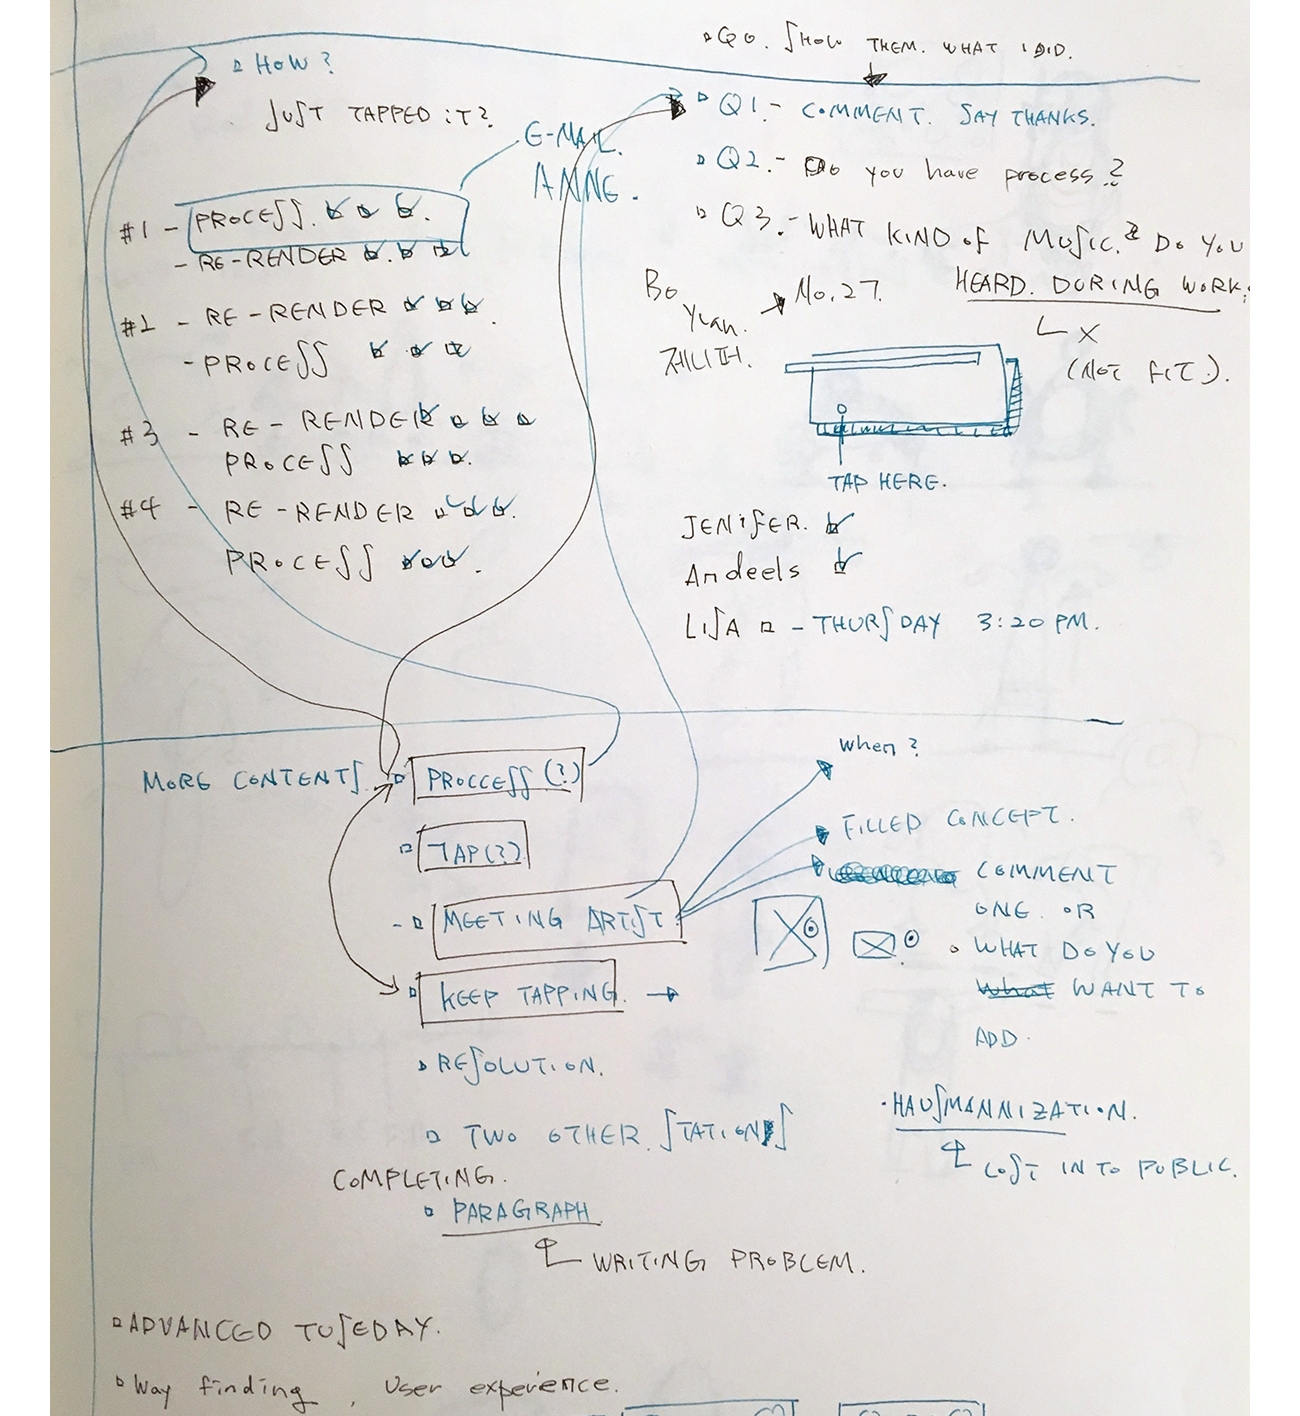 Q0. SHOW THEM. WHAT I DID.
HOW?
JUST TAPPED iT?
E-MAIL.
#1 - PROCESS.
- RE-RENDER
#2 - RE-RENDER
- PROCESS
#3 - RE-RENDER
PROCESS
#4 - RE-RENDER
PROCESS
Q1.- COMMENT. SAY THANKS.
Q2.- Do you have process?
Q3.- WHAT KIND OF MUSIC.? DO YOU
HEARD. DURING WORK.
X
(NOT FIT).
Bo
Yuan.
제니퍼.
No.27.
TAP HERE.
JENIFER.
Andeels
LISA - THURSDAY 3:20 PM.
MORE CONTENTS.
PROCCESS(?)
TAP(?)
- MEETING ARTIST.
KEEP TAPPING.
RESOLUTION.
TWO OTHER STATIONS
COMPLETING.
PARAGRAPH
WRITING PROBLEM.
when?
FILLED CONCEPT.
COMMENT
ONE. OR
WHAT DO YOU
What WANT TO
ADD.
HAUSMANNIZATION.
LOST IN TO PUBLIC.
ADVANCED TUSEDAY.
Way finding, User experience.